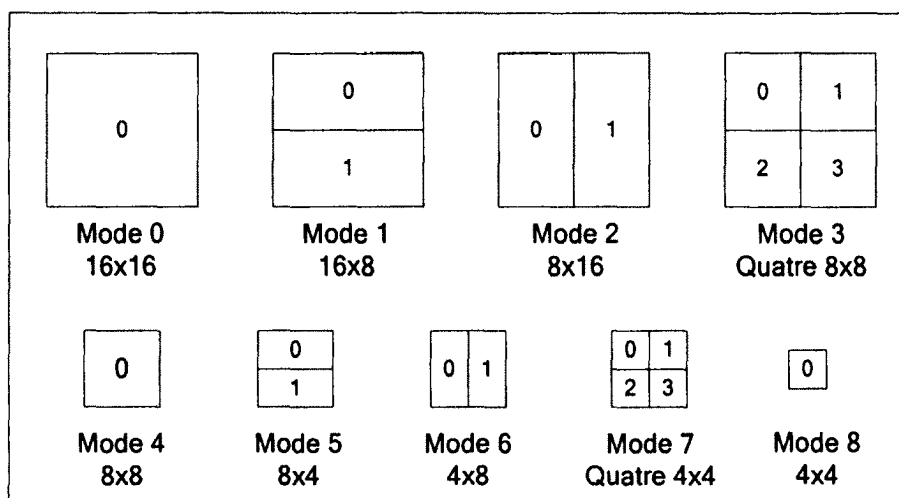 0
0
1
0 1
0 1
2 3
Mode 0
16x16
Mode 1
16x8
Mode 2
8x16
Mode 3
Quatre 8x8
0
0
1
0 1
0 1
2 3
0
Mode 4
8x8
Mode 5
8x4
Mode 6
4x8
Mode 7
Quatre 4x4
Mode 8
4x4